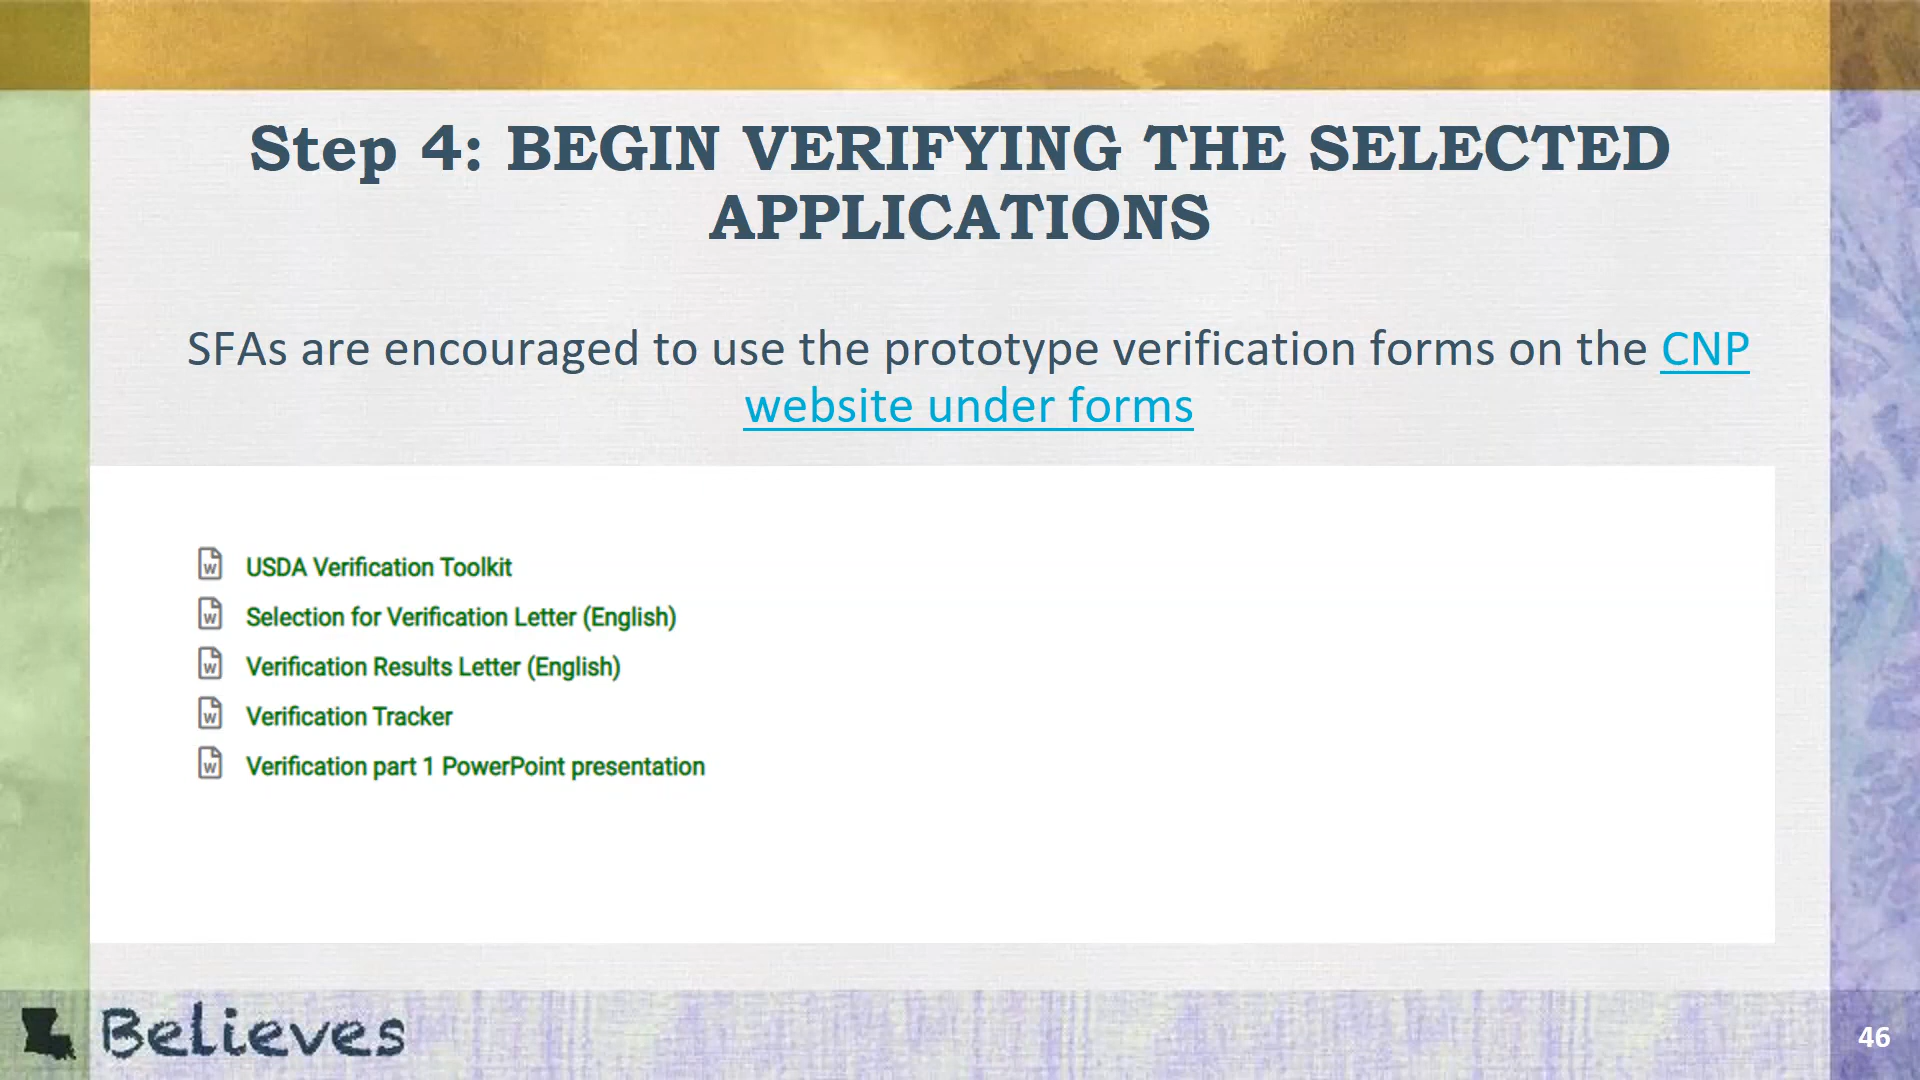 Step 4: BEGIN VERIFYING THE SELECTED
APPLICATIONS
SFAs are encouraged to use the prototype verification forms on the CNP
website under forms
USDA Verification Toolkit
Selection for Verification Letter (English)
Verification Results Letter (English)
Verification Tracker
Verification part 1 PowerPoint presentation
Believes
46